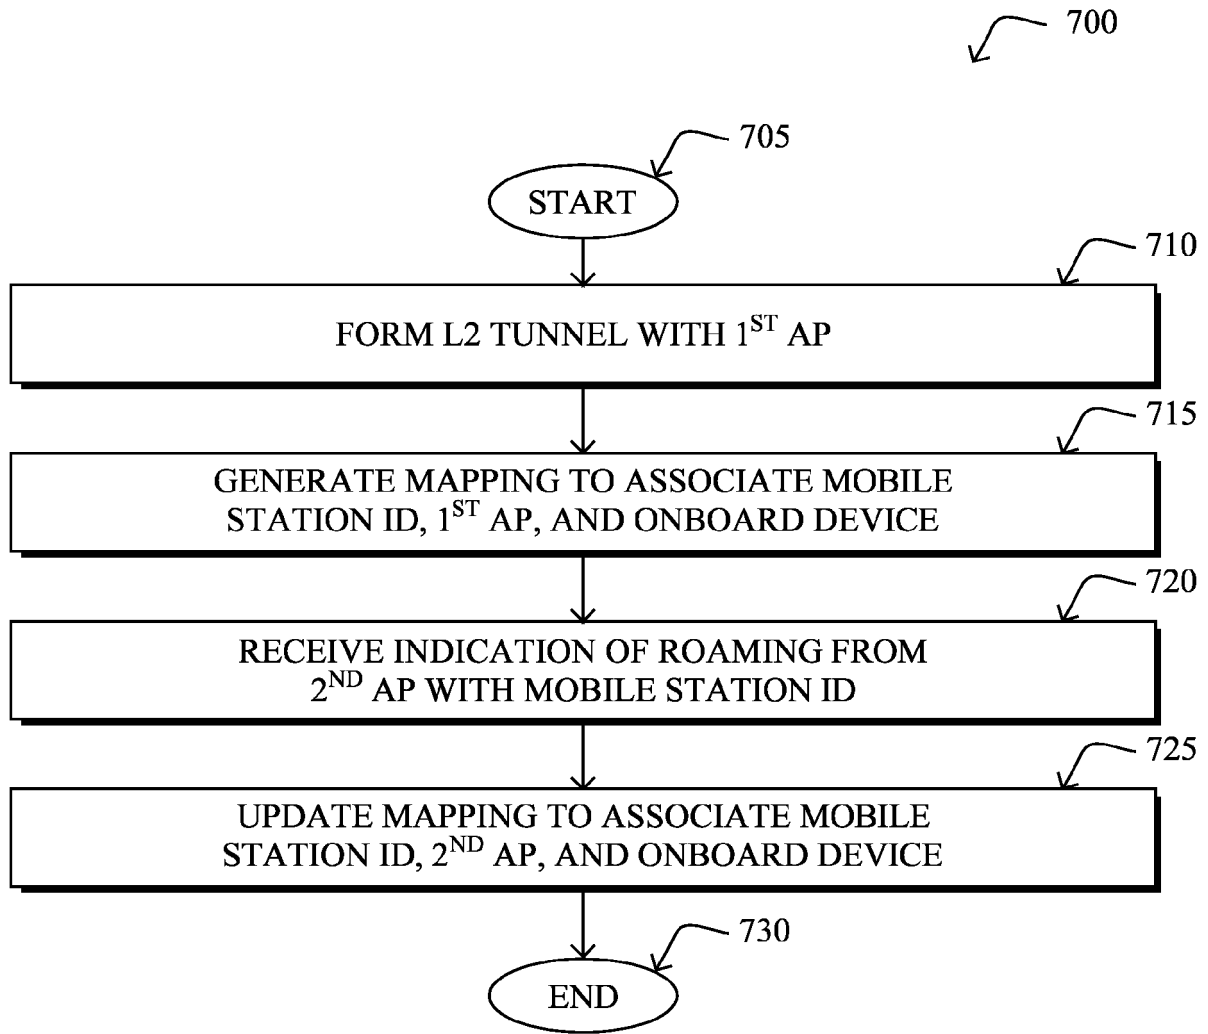 700
705
START
710
FORM L2 TUNNEL WITH 1ST AP
715
GENERATE MAPPING TO ASSOCIATE MOBILE
STATION ID, 1ST AP, AND ONBOARD DEVICE
720
RECEIVE INDICATION OF ROAMING FROM
2ND AP WITH MOBILE STATION ID
725
UPDATE MAPPING TO ASSOCIATE MOBILE
STATION ID, 2ND AP, AND ONBOARD DEVICE
730
END